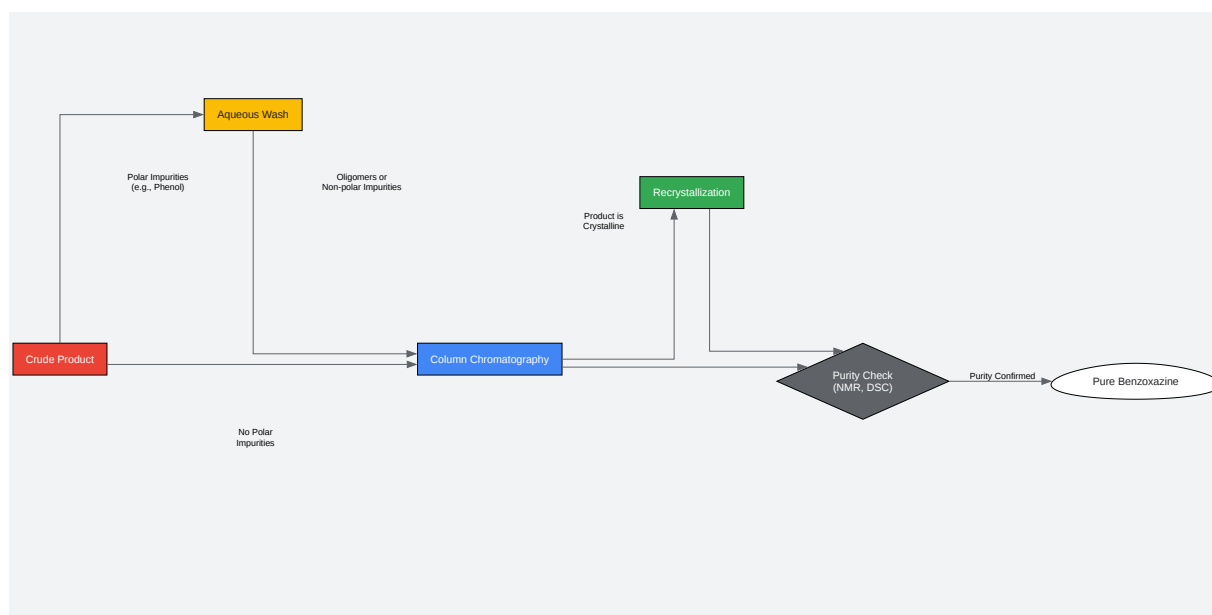 Aqueous Wash
Polar Impurities
(e.g., Phenol)
Oligomers or
Non-polar Impurities
Recrystallization
Product is
Crystalline
Crude Product
Column Chromatography
Purity Check
(NMR, DSC)
Purity Confirmed
Pure Benzoxazine
No Polar
Impurities